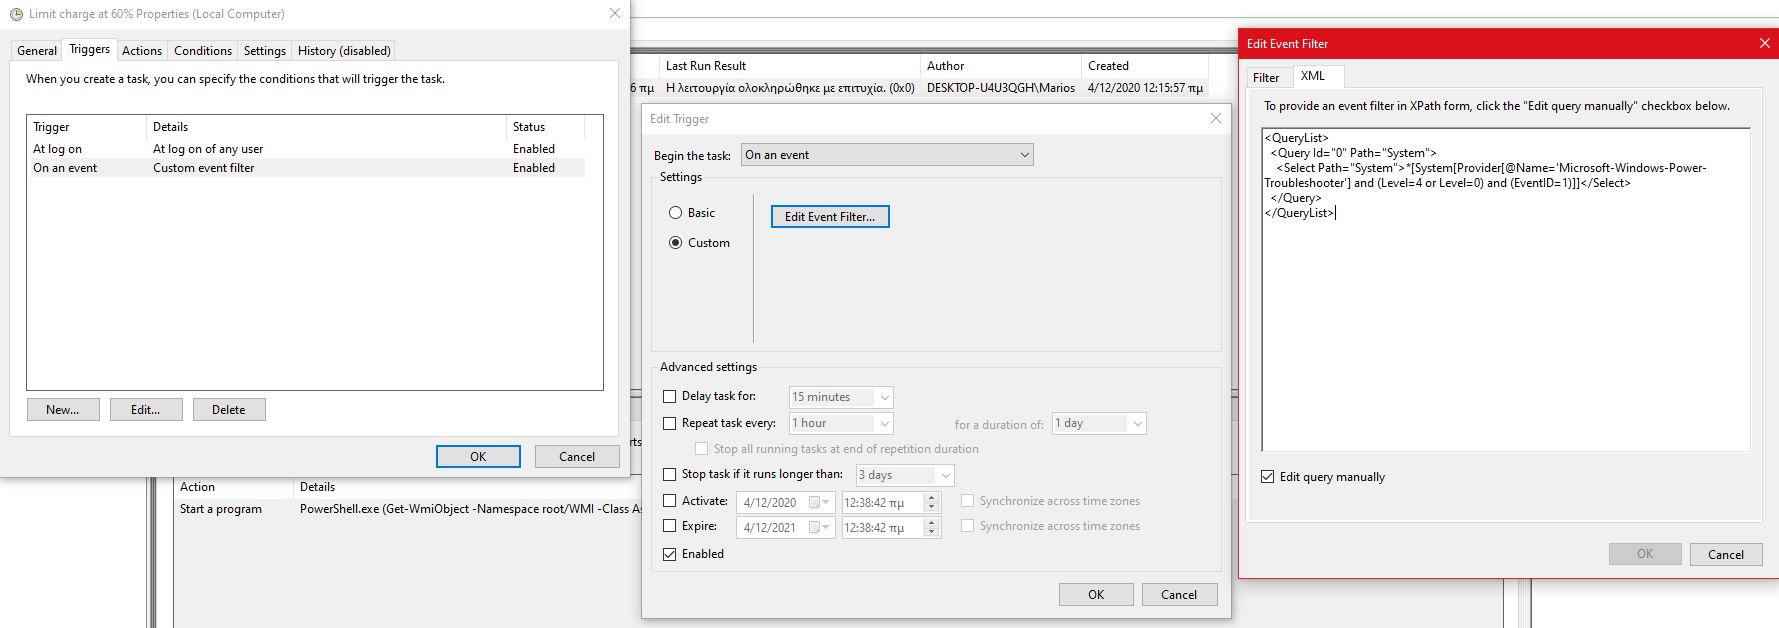 Limit charge at 60% Properties (Local Computer)
General Triggers Actions Conditions Settings History (disabled)
When you create a task, you can specify the conditions that will trigger the task.
Trigger Details Status
At log on At log on of any user Enabled
On an event Custom event filter Enabled
New... Edit... Delete
OK Cancel
Last Run Result Author Created
6 πμ Η λειτουργία ολοκληρώθηκε με επιτυχία. (0x0) DESKTOP-U4U3QGH\Marios 4/12/2020 12:15:57 πμ
rts
Action Details
Start a program PowerShell.exe (Get-WmiObject -Namespace root/WMI -Class As
Edit Trigger
Begin the task: On an event
Settings
Basic
Custom
Edit Event Filter...
Advanced settings
Delay task for: 15 minutes
Repeat task every: 1 hour for a duration of: 1 day
Stop all running tasks at end of repetition duration
Stop task if it runs longer than: 3 days
Activate: 4/12/2020 12:38:42 πμ Synchronize across time zones
Expire: 4/12/2021 12:38:42 πμ Synchronize across time zones
Enabled
OK Cancel
Edit Event Filter
Filter XML
To provide an event filter in XPath form, click the "Edit query manually" checkbox below.
<QueryList>
<Query Id="0" Path="System">
<Select Path="System">*[System[Provider[@Name='Microsoft-Windows-Power-
Troubleshooter'] and (Level=4 or Level=0) and (EventID=1)]]</Select>
</Query>
</QueryList>
Edit query manually
OK Cancel